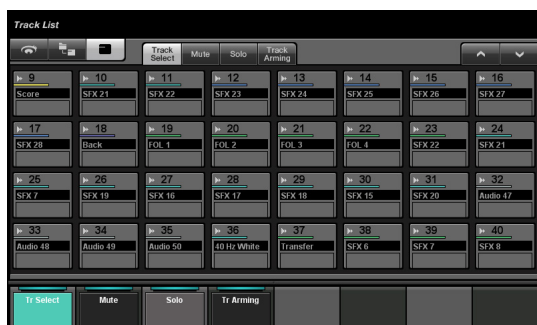 Track List
Track Select Mute Solo Track Arming
9 10 11 12 13 14 15 16
Score SFX 21 SFX 22 SFX 23 SFX 24 SFX 25 SFX 26 SFX 27
17 18 19 20 21 22 23 24
SFX 28 Back FOL 1 FOL 2 FOL 3 FOL 4 SFX 22 SFX 21
25 26 27 28 29 30 31 32
SFX 7 SFX 19 SFX 16 SFX 17 SFX 18 SFX 15 SFX 20 Audio 47
33 34 35 36 37 38 39 40
Audio 48 Audio 49 Audio 50 40 Hz White Transfer SFX 6 SFX 7 SFX 8
Tr Select Mute Solo Tr Arming